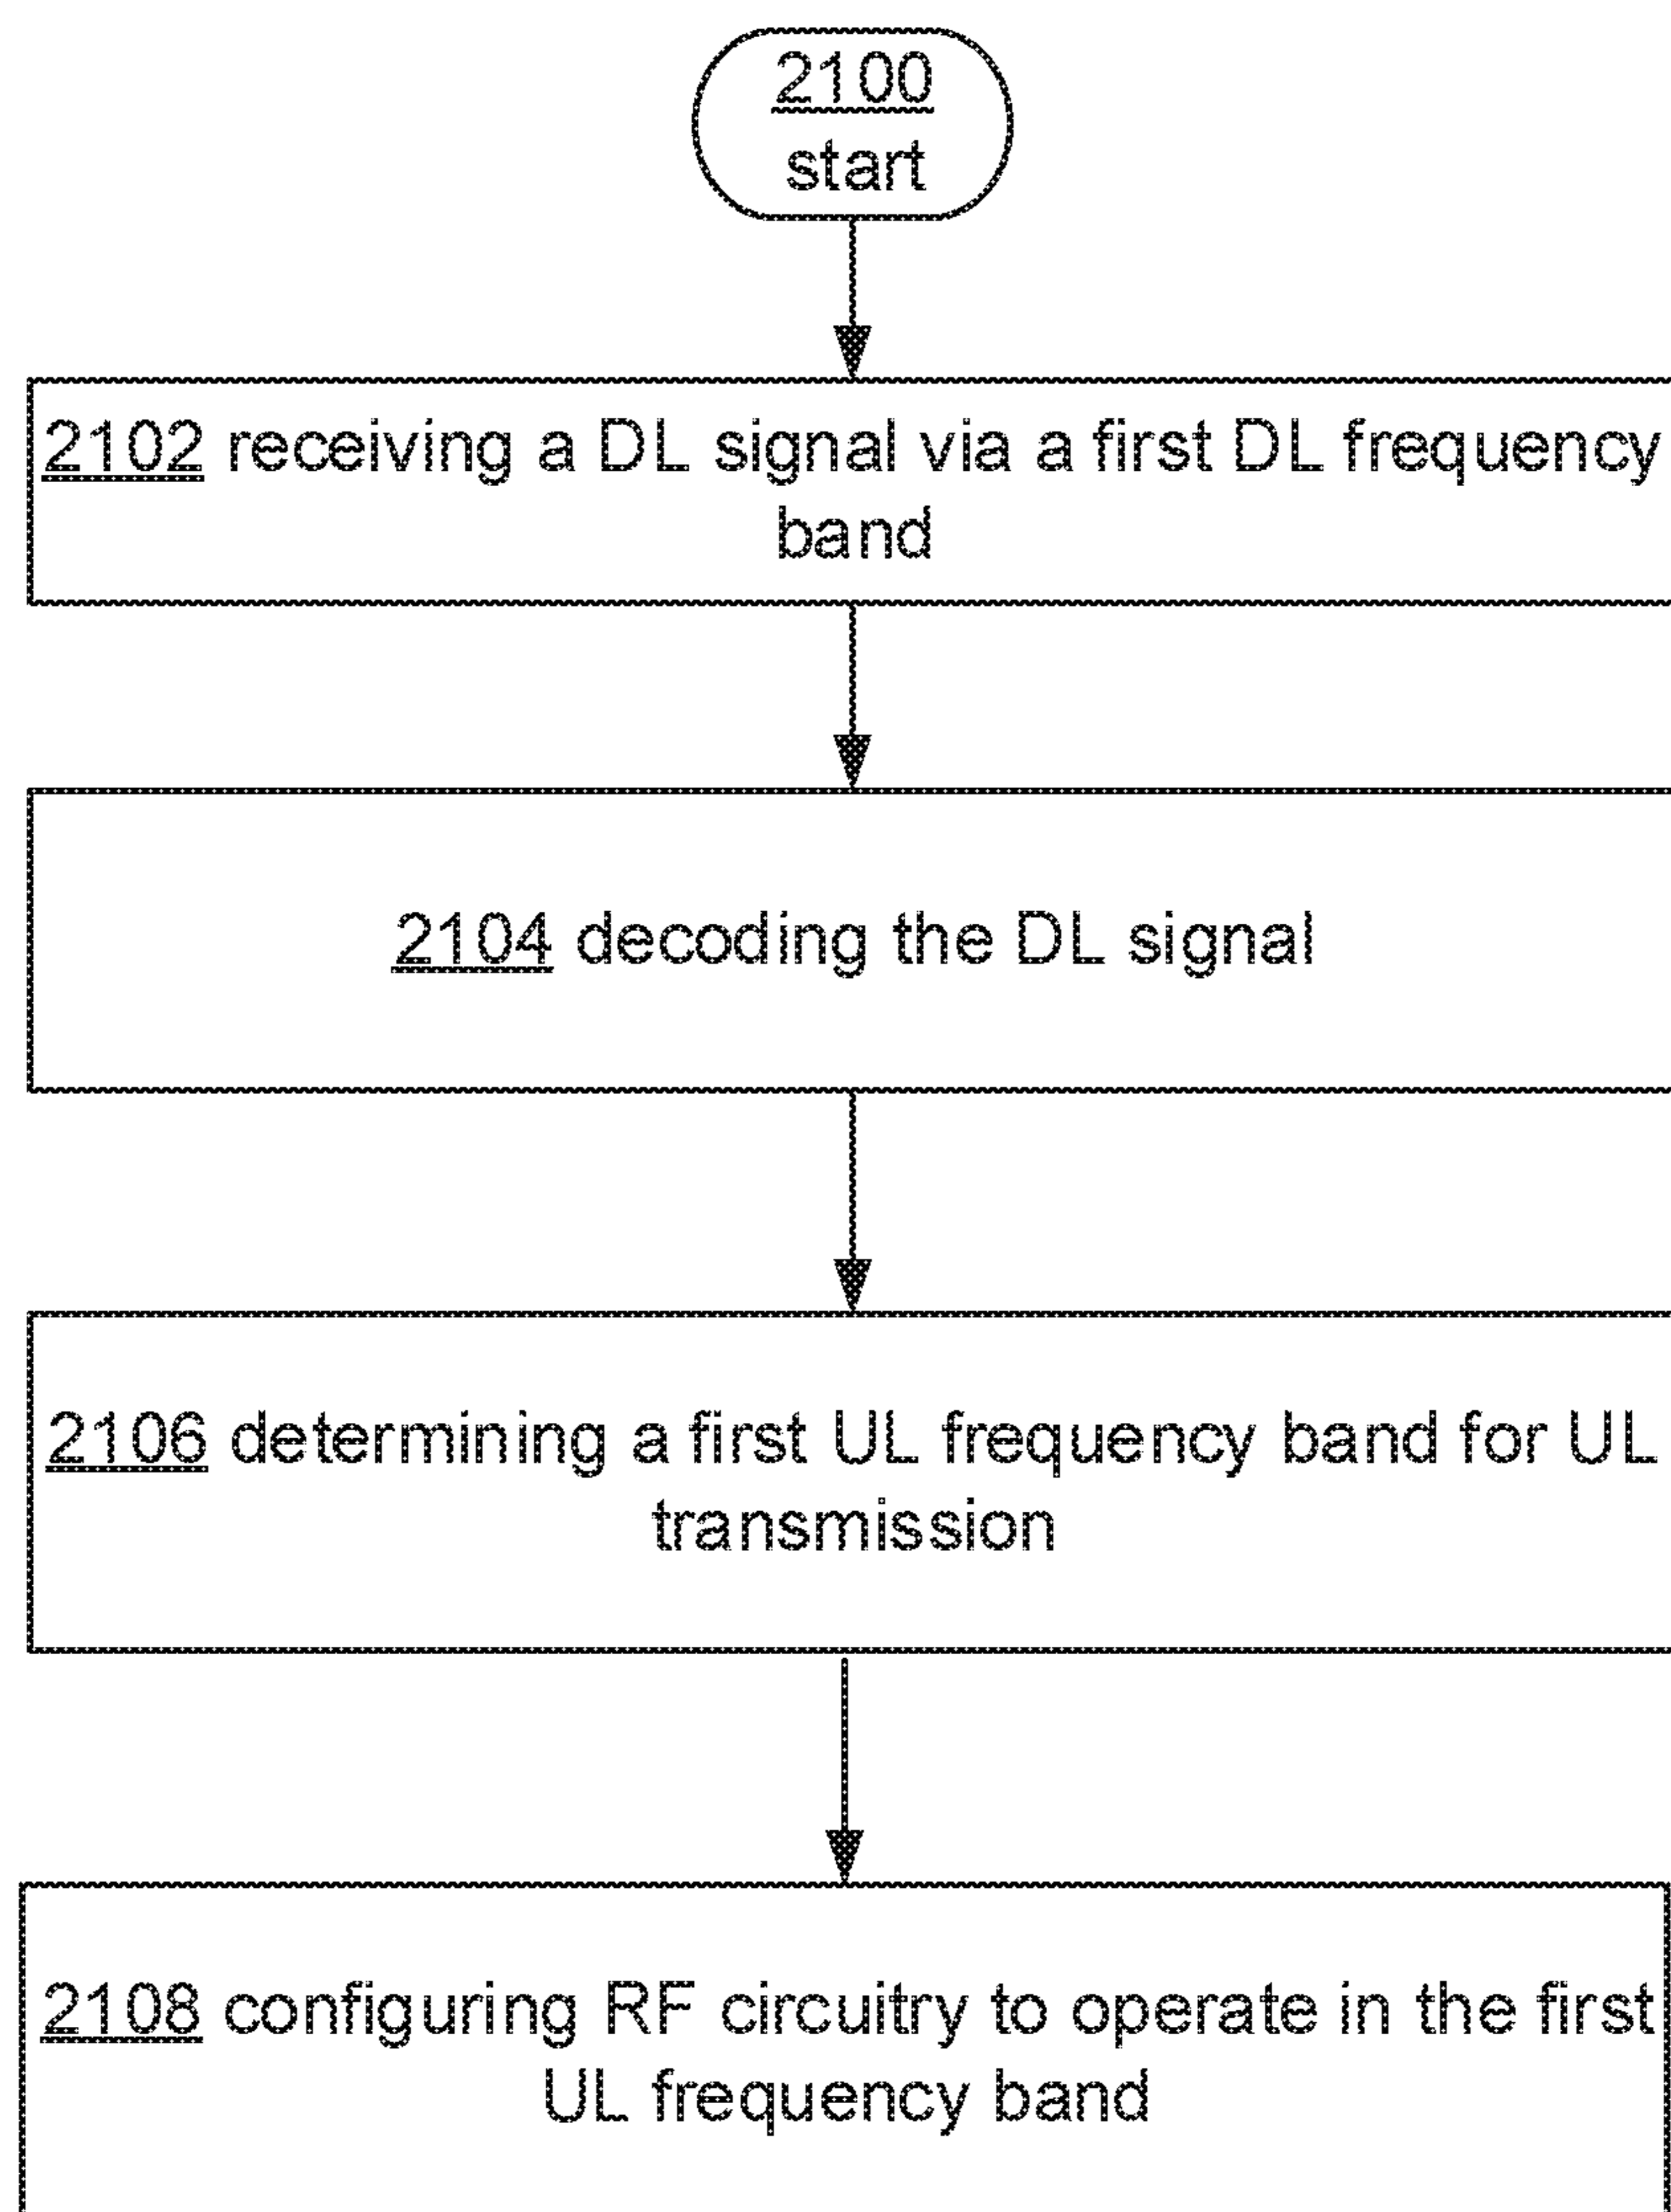 2100
start
2102 receiving a DL signal via a first DL frequency
band
2104 decoding the DL signal
2106 determining a first UL frequency band for UL
transmission
2108 configuring RF circuitry to operate in the first
UL frequency band